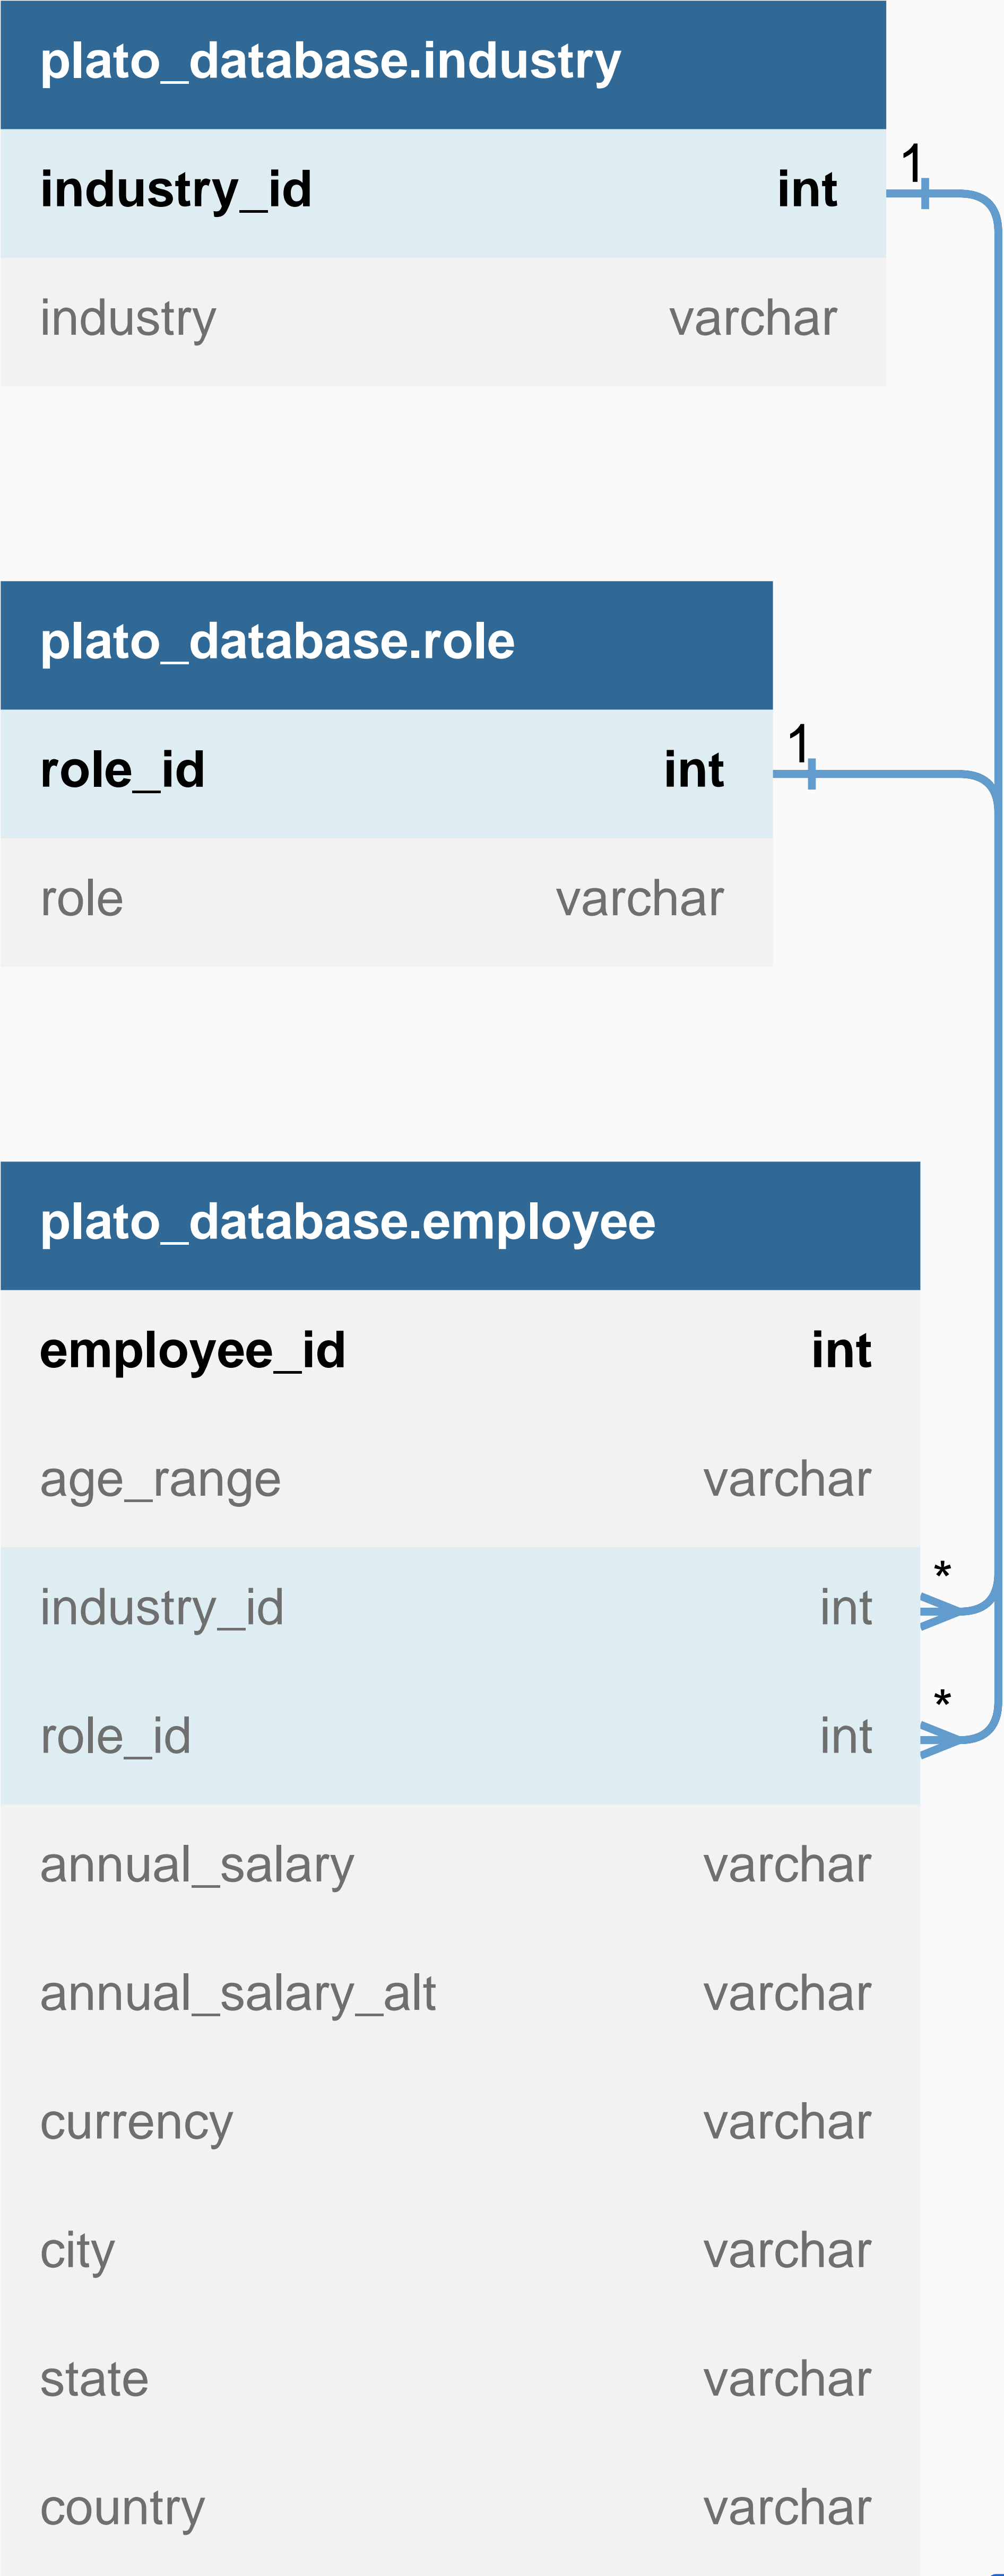 plato_database.industry
industry_id int 1
industry varchar
plato_database.role
role_id int 1
role varchar
plato_database.employee
employee_id int
age_range varchar
industry_id int *
role_id int *
annual_salary varchar
annual_salary_alt varchar
currency varchar
city varchar
state varchar
country varchar